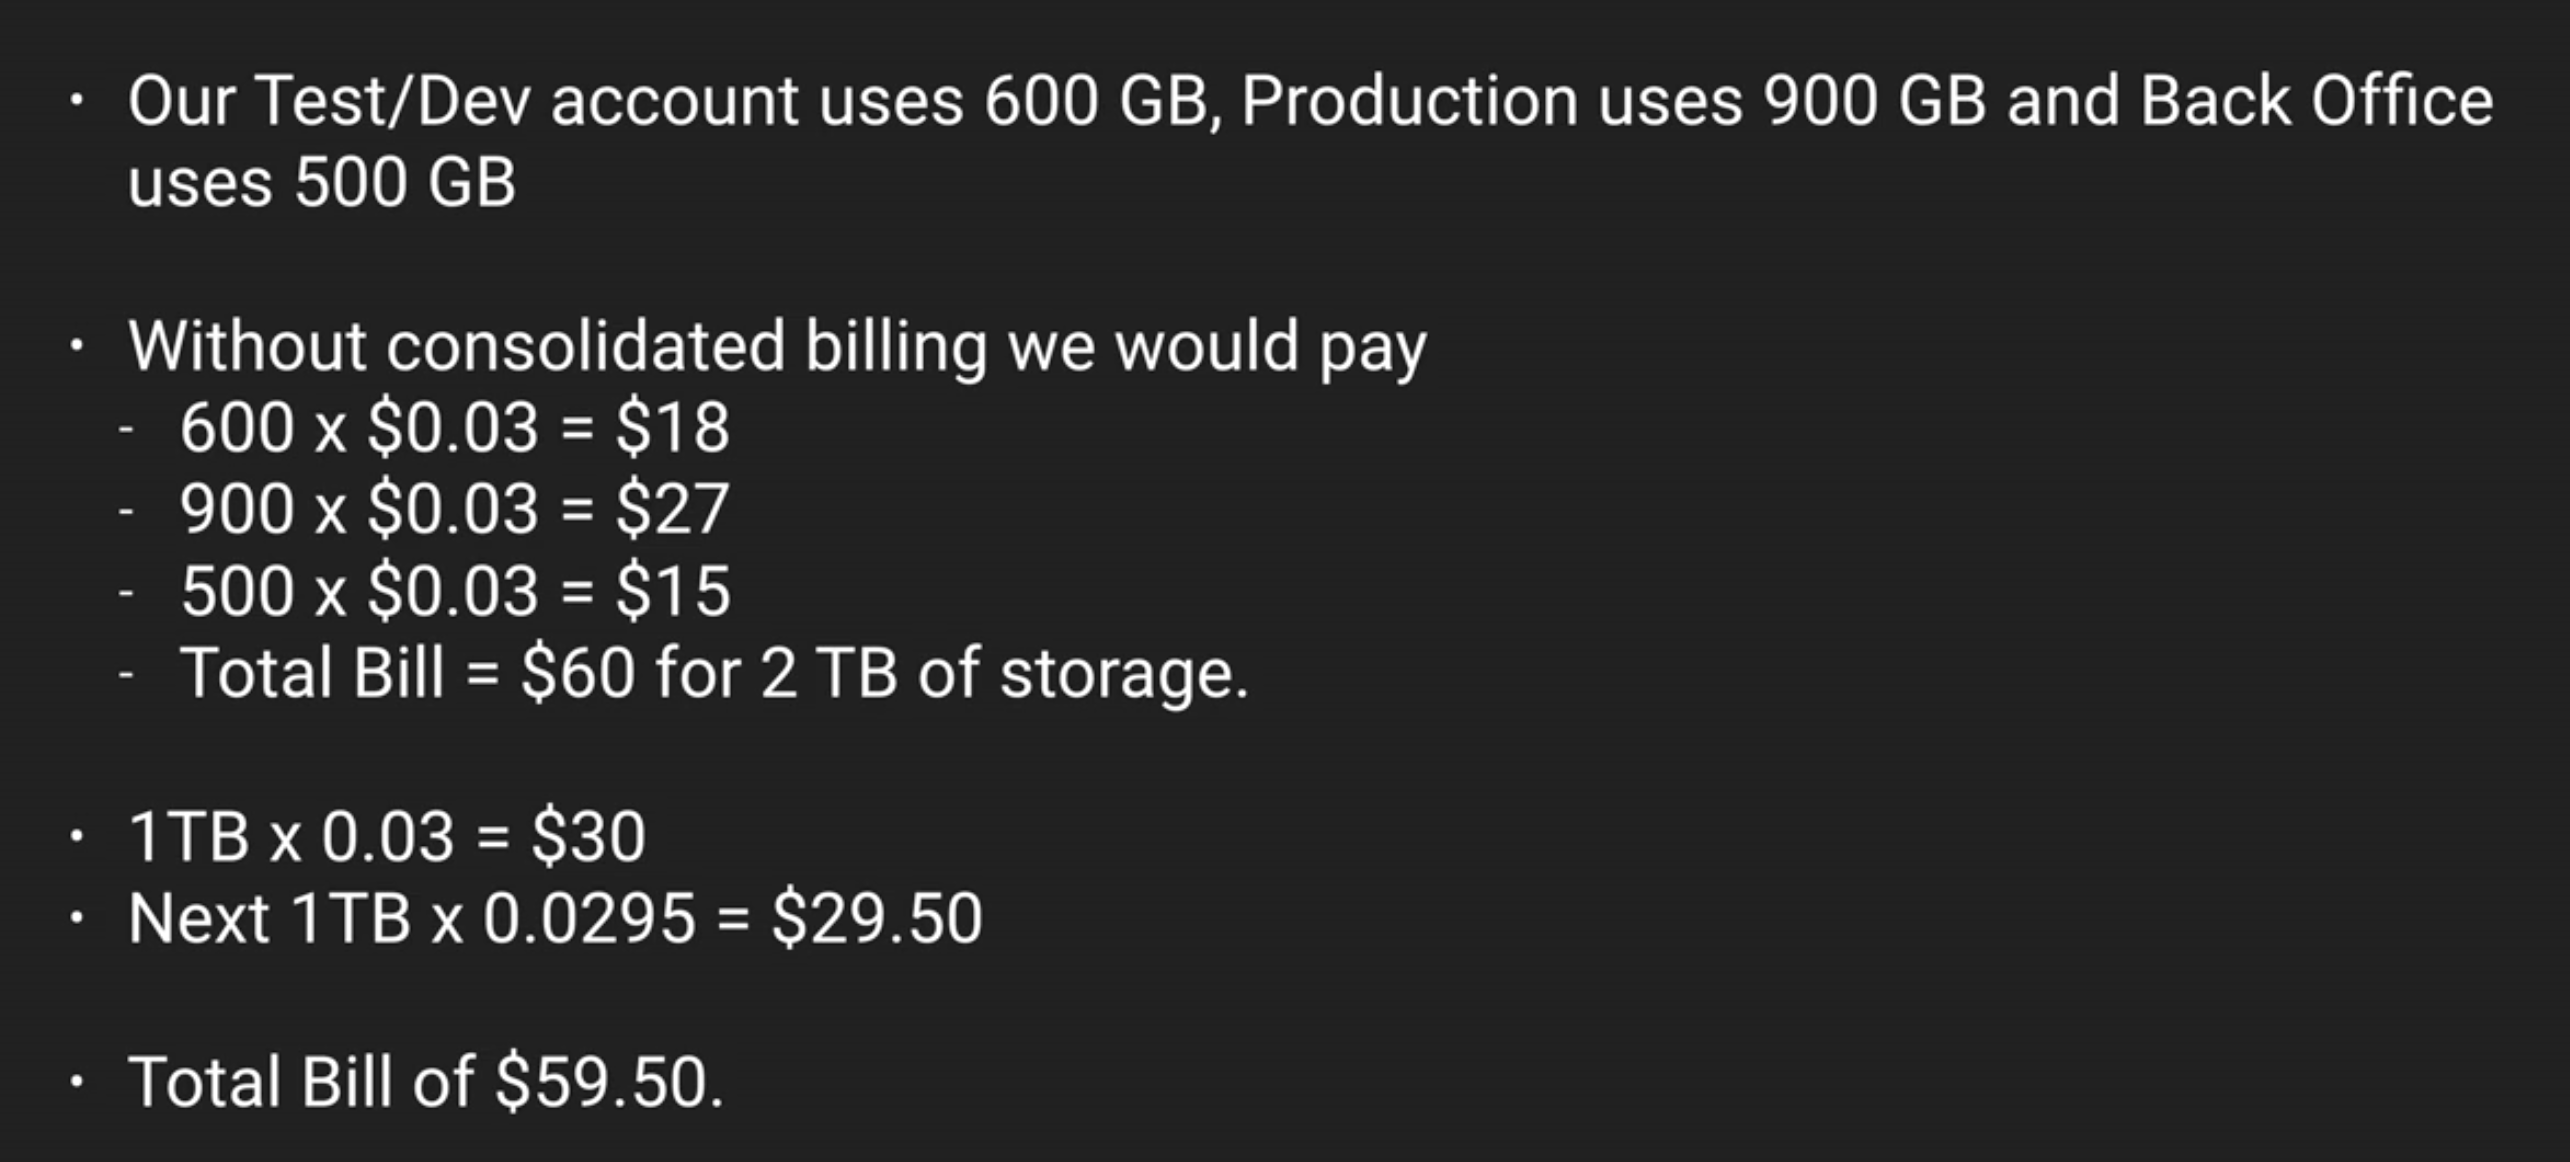 · Our Test/Dev account uses 600 GB, Production uses 900 GB and Back Office
uses 500 GB
· Without consolidated billing we would pay
- 600 x $0.03 = $18
- 900 x $0.03 = $27
- 500 x $0.03 = $15
- Total Bill = $60 for 2 TB of storage.
· 1TB x 0.03 = $30
· Next 1TB x 0.0295 = $29.50
· Total Bill of $59.50.